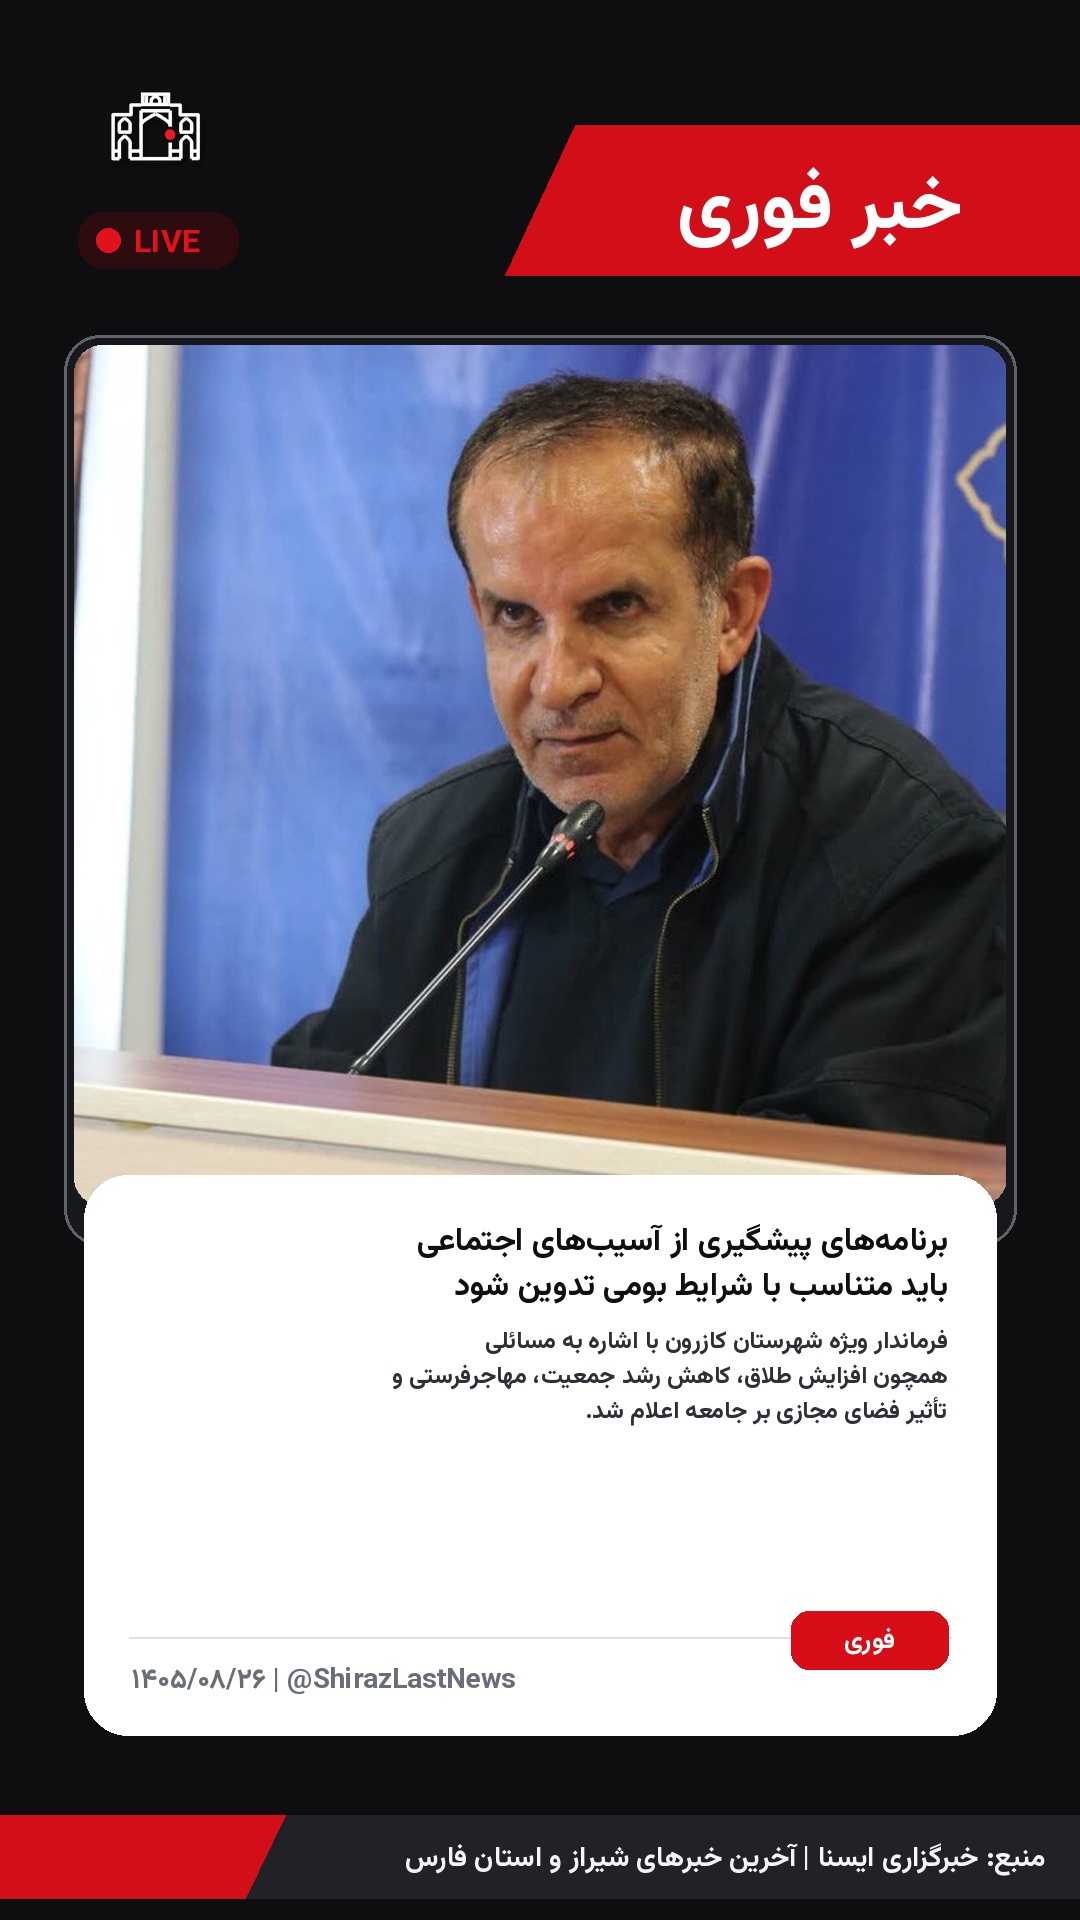 خبر فوری
LIVE
برنامه‌های پیشگیری از آسیب‌های اجتماعی
باید متناسب با شرایط بومی تدوین شود
فرماندار ویژه شهرستان کازرون با اشاره به مسائلی
همچون افزایش طلاق، کاهش رشد جمعیت، مهاجرفرستی و
تأثیر فضای مجازی بر جامعه اعلام شد.
فوری
۱۴۰۵/۰۸/۲۶ | @ShirazLastNews
منبع: خبرگزاری ایسنا | آخرین خبرهای شیراز و استان فارس